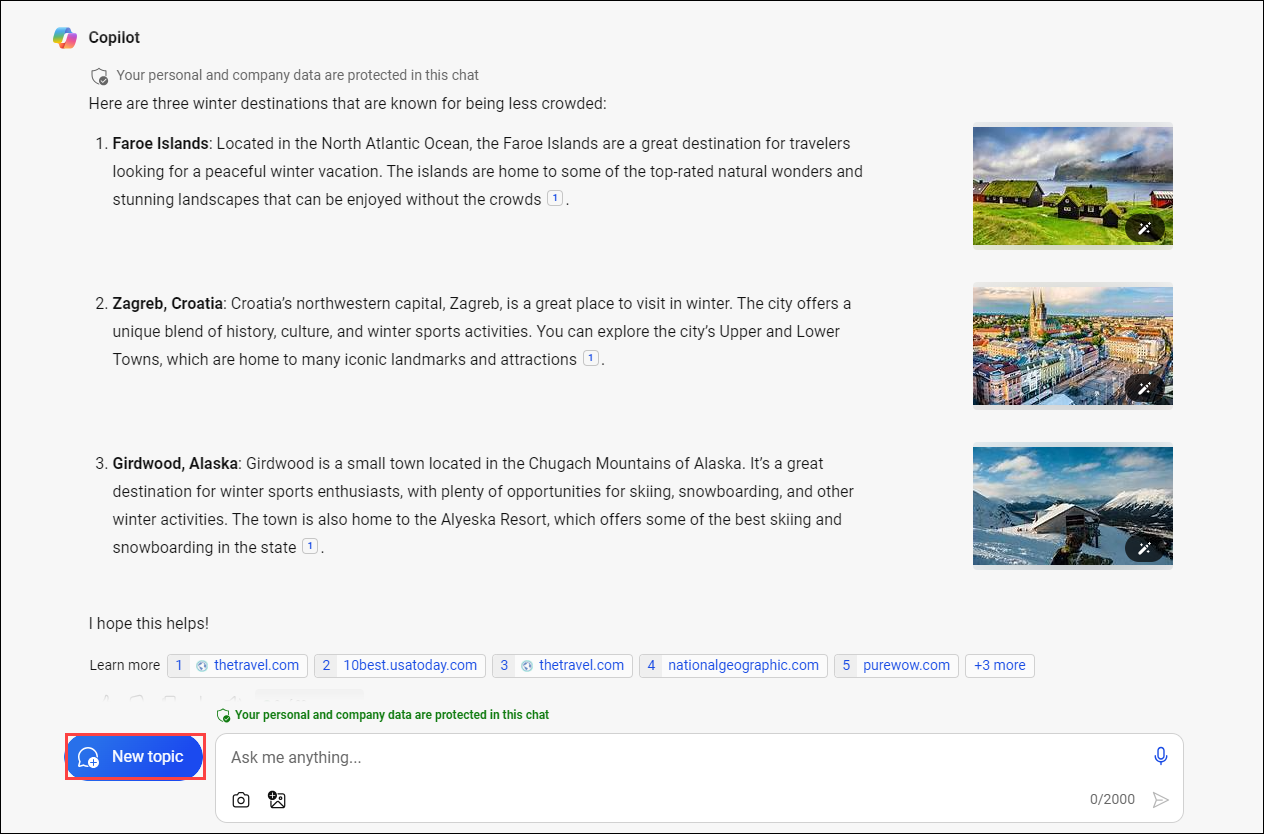 Copilot
Your personal and company data are protected in this chat
Here are three winter destinations that are known for being less crowded:
1. Faroe Islands: Located in the North Atlantic Ocean, the Faroe Islands are a great destination for travelers
looking for a peaceful winter vacation. The islands are home to some of the top-rated natural wonders and
stunning landscapes that can be enjoyed without the crowds 1.
2. Zagreb, Croatia: Croatia’s northwestern capital, Zagreb, is a great place to visit in winter. The city offers a
unique blend of history, culture, and winter sports activities. You can explore the city’s Upper and Lower
Towns, which are home to many iconic landmarks and attractions 1.
3. Girdwood, Alaska: Girdwood is a small town located in the Chugach Mountains of Alaska. It’s a great
destination for winter sports enthusiasts, with plenty of opportunities for skiing, snowboarding, and other
winter activities. The town is also home to the Alyeska Resort, which offers some of the best skiing and
snowboarding in the state 1.
I hope this helps!
Learn more 1 thetravel.com 2 10best.usatoday.com 3 thetravel.com 4 nationalgeographic.com 5 purewow.com +3 more
Your personal and company data are protected in this chat
New topic
Ask me anything...
0/2000